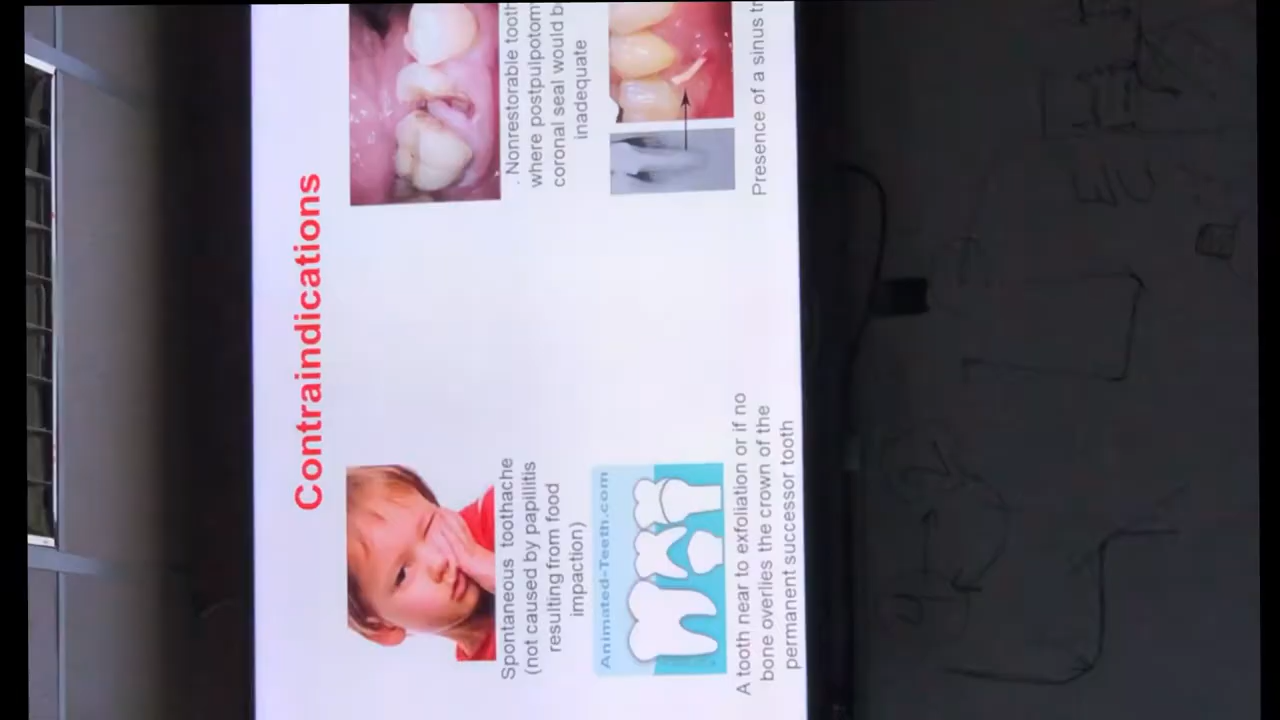 Contraindications
Spontaneous toothache
(not caused by papillitis
resulting from food
impaction)
. Nonrestorable tooth
where postpulpotom
coronal seal would b
inadequate
Animated-Teeth.com
A tooth near to exfoliation or if no
bone overlies the crown of the
permanent successor tooth
Presence of a sinus tr